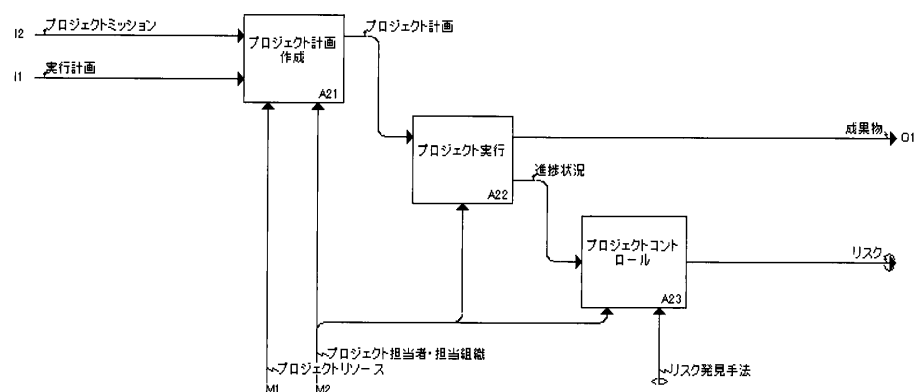 I2 プロジェクトミッション
I1 実行計画
プロジェクト計画
作成
A21
プロジェクト計画
プロジェクト実行
A22
成果物 O1
進捗状況
プロジェクトコント
ロール
A23
リスク
プロジェクト担当者・担当組織
プロジェクトリソース
リスク発見手法
M1 M2